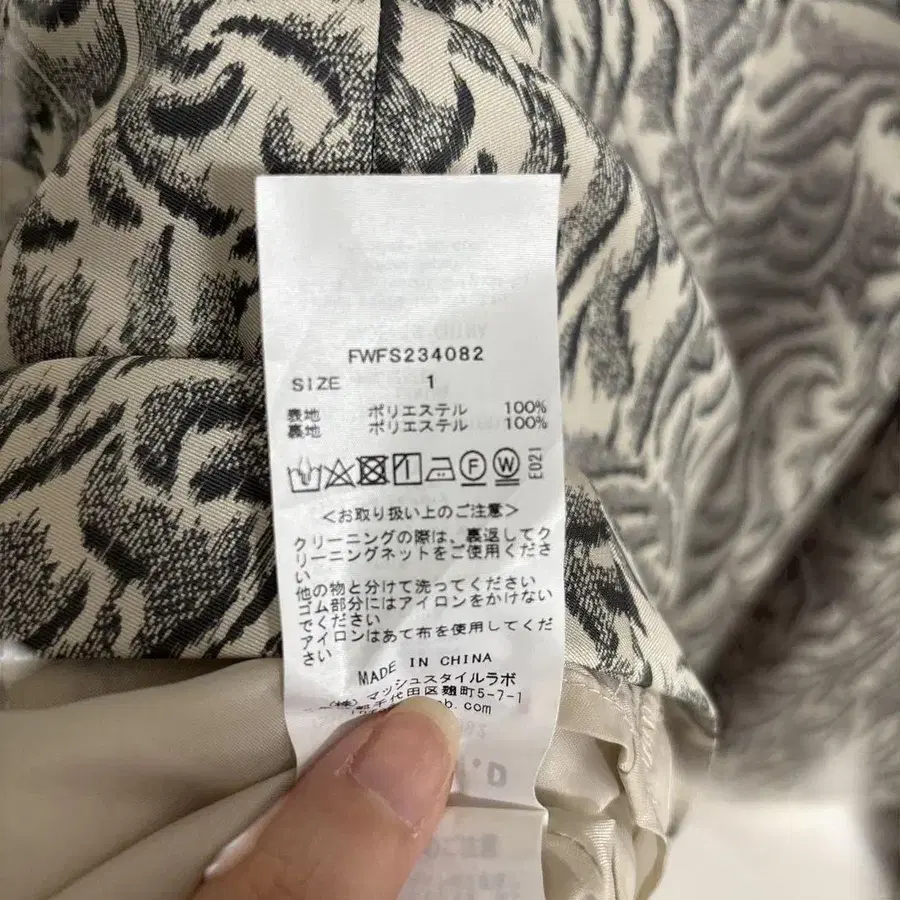 FWFS234082
SIZE 1
表地 ポリエステル 100%
裏地 ポリエステル 100%
F W E021
<お取り扱い上のご注意>
クリーニングの際は、裏返してク
リーニングネットをご使用くださ
い
他の物と分けて洗ってください
ゴム部分にはアイロンをかけない
でください
アイロンはあて布を使用してくだ
さい
MADE IN CHINA
(株)マッシュスタイルラボ
千代田区麹町5-7-1
b.com